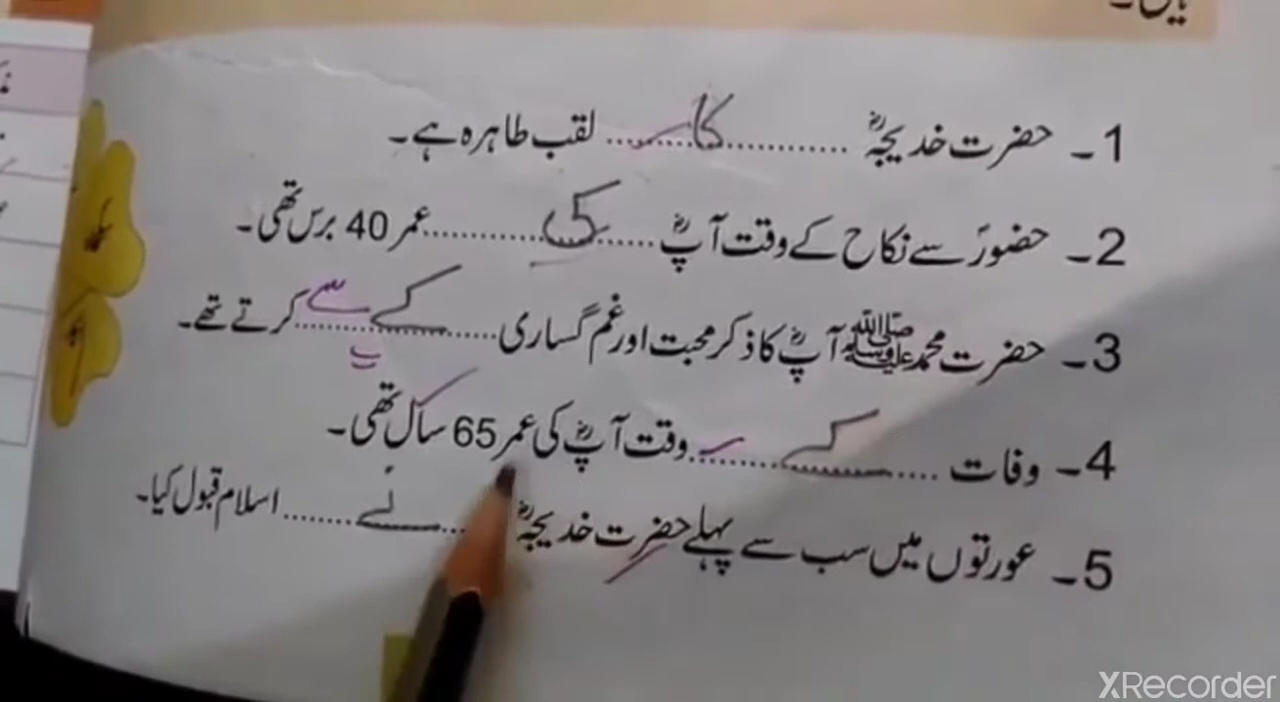 ہیں۔
1۔ حضرت خدیجہؓ ........ کا ........ لقب طاہرہ ہے۔
2۔ حضورؐ سے نکاح کے وقت آپؓ ........ کی ........ عمر 40 برس تھی۔
3۔ حضرت محمد ﷺ آپؓ کا ذکر محبت اور غم گساری ........ کے سے ........ کرتے تھے۔
4۔ وفات ........ کے ........ وقت آپؓ کی عمر 65 سال تھی۔
5۔ عورتوں میں سب سے پہلے حضرت خدیجہؓ ........ نے ........ اسلام قبول کیا۔
XRecorder